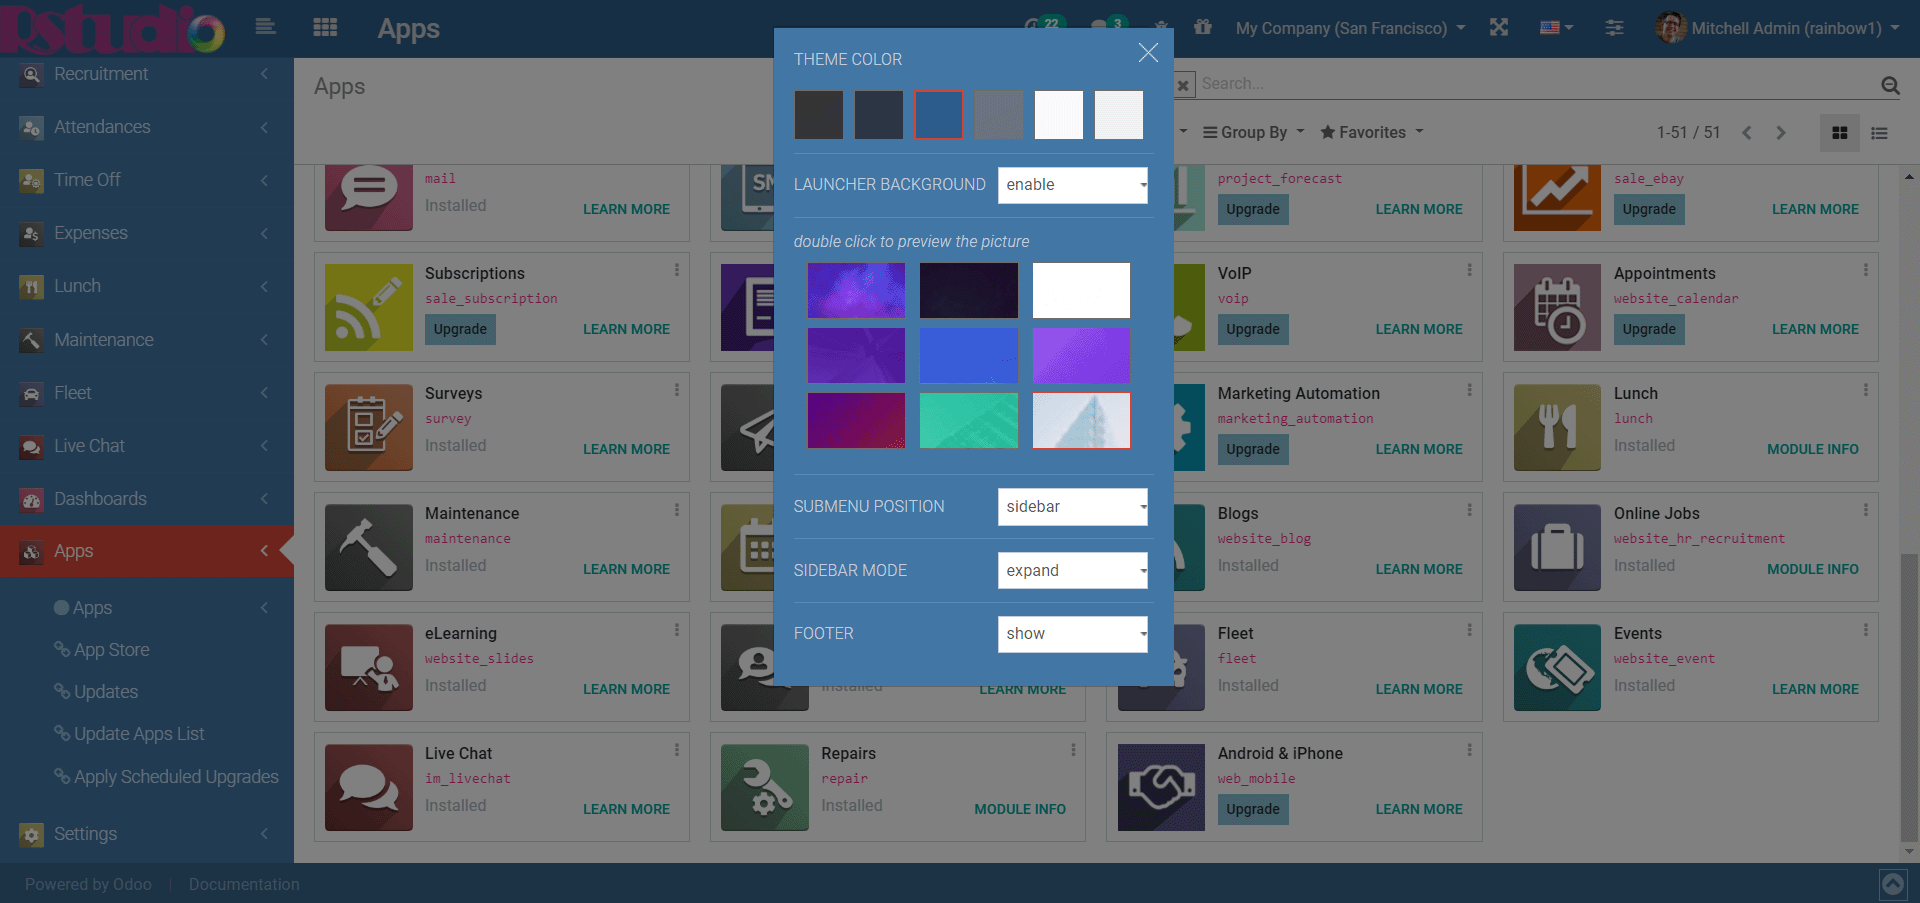 Rstudio
Apps
22
3
My Company (San Francisco)
Mitchell Admin (rainbow1)
Recruitment
Attendances
Time Off
Expenses
Lunch
Maintenance
Fleet
Live Chat
Dashboards
Apps
Apps
App Store
Updates
Update Apps List
Apply Scheduled Upgrades
Settings
Apps
Search...
Group By
Favorites
1-51 / 51
mail
Installed
LEARN MORE
SM
project_forecast
Upgrade
LEARN MORE
sale_ebay
Upgrade
LEARN MORE
Subscriptions
sale_subscription
Upgrade
LEARN MORE
VoIP
voip
Upgrade
LEARN MORE
Appointments
website_calendar
Upgrade
LEARN MORE
Surveys
survey
Installed
LEARN MORE
Marketing Automation
marketing_automation
Upgrade
LEARN MORE
Lunch
lunch
Installed
MODULE INFO
Maintenance
maintenance
Installed
LEARN MORE
Blogs
website_blog
Installed
LEARN MORE
Online Jobs
website_hr_recruitment
Installed
MODULE INFO
eLearning
website_slides
Installed
LEARN MORE
Installed
LEARN MORE
Fleet
fleet
Installed
LEARN MORE
Events
website_event
Installed
LEARN MORE
Live Chat
im_livechat
Installed
LEARN MORE
Repairs
repair
Installed
MODULE INFO
Android & iPhone
web_mobile
Upgrade
LEARN MORE
THEME COLOR
LAUNCHER BACKGROUND
enable
double click to preview the picture
SUBMENU POSITION
sidebar
SIDEBAR MODE
expand
FOOTER
show
Powered by Odoo | Documentation